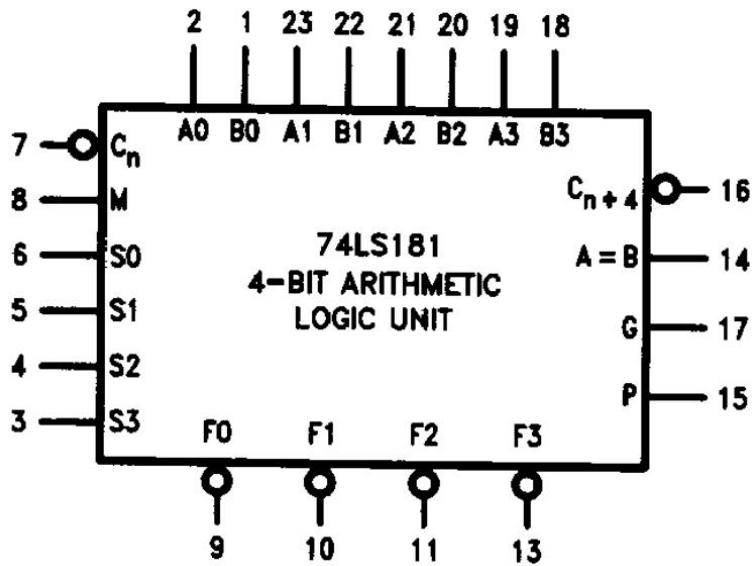 2 1 23 22 21 20 19 18
A0 B0 A1 B1 A2 B2 A3 B3
7 Cn
Cn+4 16
8 M
74LS181
A=B 14
6 S0
4-BIT ARITHMETIC
5 S1
LOGIC UNIT
G 17
4 S2
P 15
3 S3
F0 F1 F2 F3
9 10 11 13